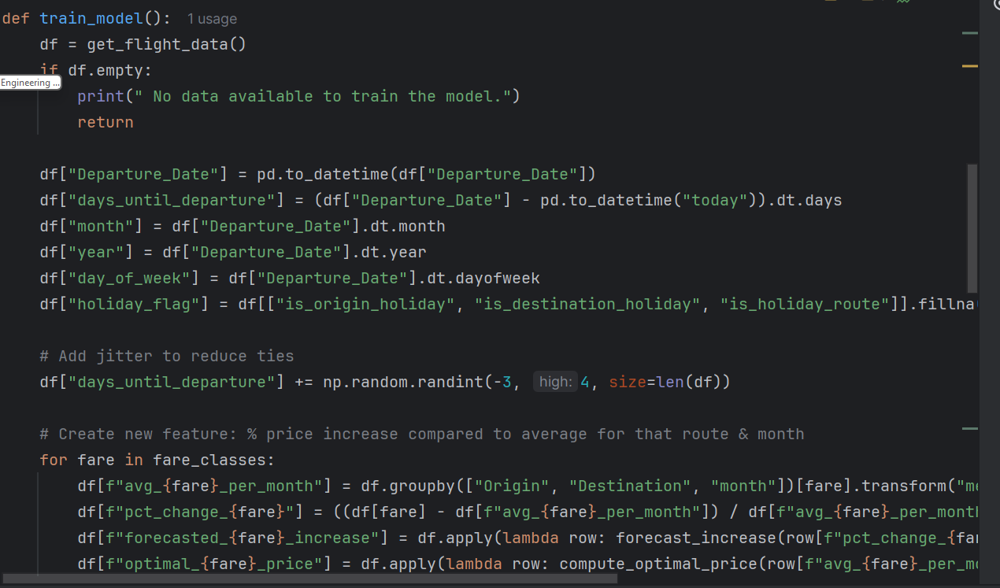 def train_model():  1 usage
    df = get_flight_data()
    if df.empty:
Engineering ...
        print(" No data available to train the model.")
        return

    df["Departure_Date"] = pd.to_datetime(df["Departure_Date"])
    df["days_until_departure"] = (df["Departure_Date"] - pd.to_datetime("today")).dt.days
    df["month"] = df["Departure_Date"].dt.month
    df["year"] = df["Departure_Date"].dt.year
    df["day_of_week"] = df["Departure_Date"].dt.dayofweek
    df["holiday_flag"] = df[["is_origin_holiday", "is_destination_holiday", "is_holiday_route"]].fillna(

    # Add jitter to reduce ties
    df["days_until_departure"] += np.random.randint(-3, high: 4, size=len(df))

    # Create new feature: % price increase compared to average for that route & month
    for fare in fare_classes:
        df[f"avg_{fare}_per_month"] = df.groupby(["Origin", "Destination", "month"])[fare].transform("me
        df[f"pct_change_{fare}"] = ((df[fare] - df[f"avg_{fare}_per_month"]) / df[f"avg_{fare}_per_month
        df[f"forecasted_{fare}_increase"] = df.apply(lambda row: forecast_increase(row[f"pct_change_{far
        df[f"optimal_{fare}_price"] = df.apply(lambda row: compute_optimal_price(row[f"avg_{fare}_per_mo